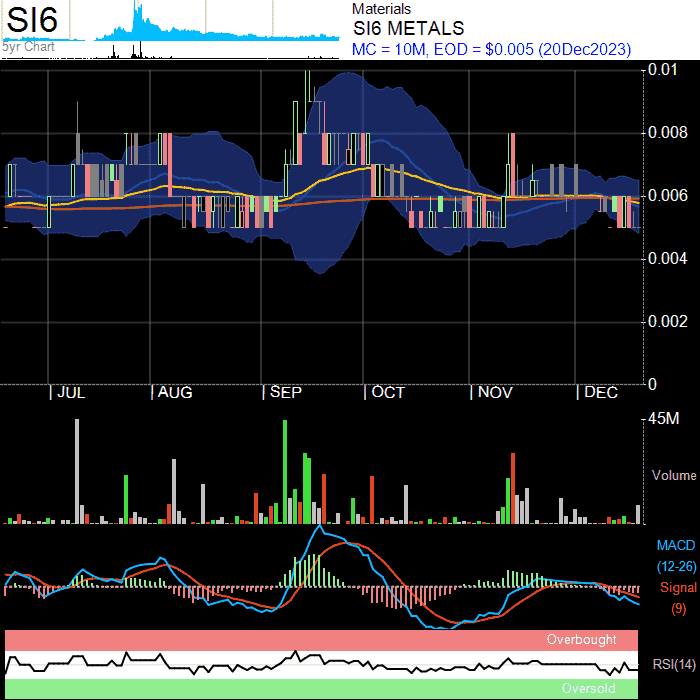 SI6
5yr Chart
Materials
SI6 METALS
MC = 10M, EOD = $0.005 (20Dec2023)
0.01
0.008
0.006
0.004
0.002
0
JUL AUG SEP OCT NOV DEC
45M
Volume
MACD
(12-26)
Signal
(9)
Overbought
RSI(14)
Oversold